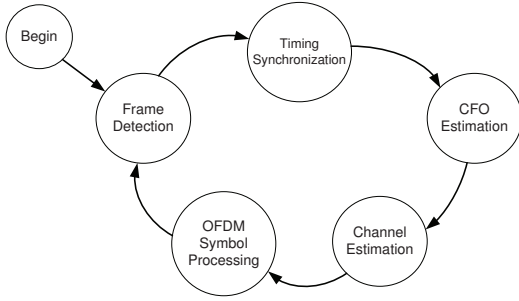 Begin
Frame
Detection
Timing
Synchronization
CFO
Estimation
Channel
Estimation
OFDM
Symbol
Processing